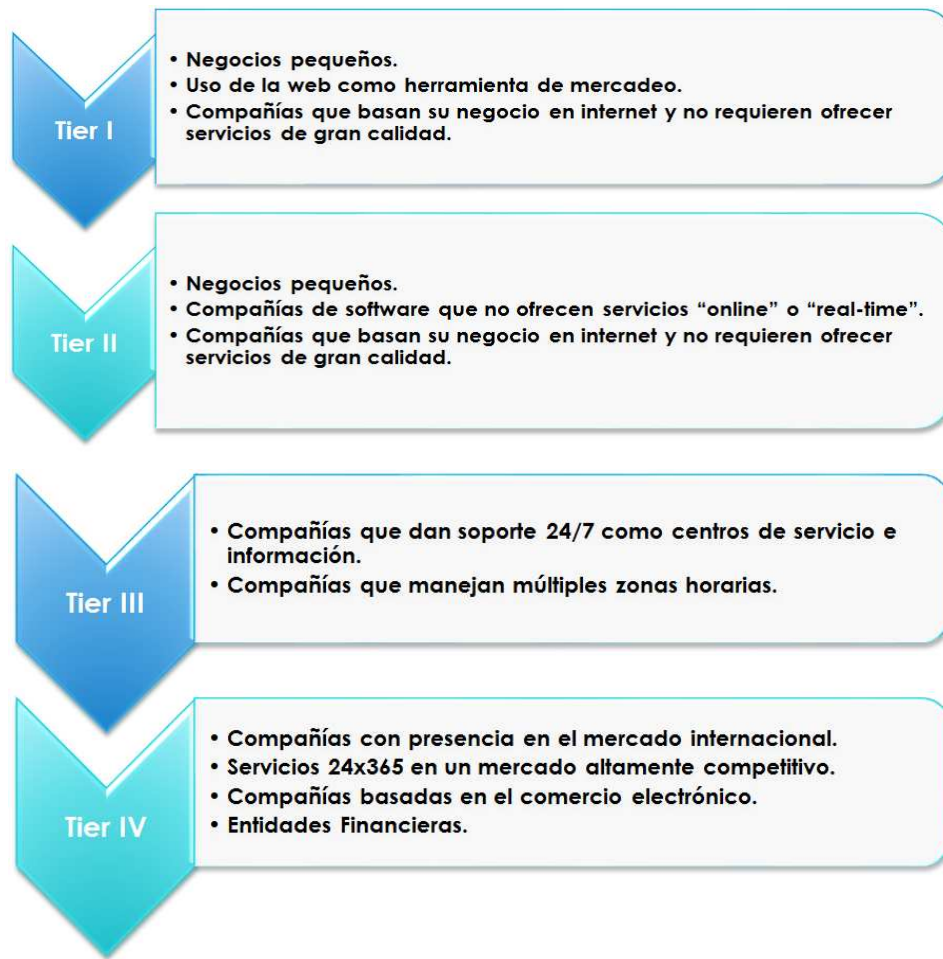 Tier I
• Negocios pequeños.
• Uso de la web como herramienta de mercadeo.
• Compañías que basan su negocio en internet y no requieren ofrecer
servicios de gran calidad.
Tier II
• Negocios pequeños.
• Compañías de software que no ofrecen servicios “online” o “real-time”.
• Compañías que basan su negocio en internet y no requieren ofrecer
servicios de gran calidad.
Tier III
• Compañías que dan soporte 24/7 como centros de servicio e
información.
• Compañías que manejan múltiples zonas horarias.
Tier IV
• Compañías con presencia en el mercado internacional.
• Servicios 24x365 en un mercado altamente competitivo.
• Compañías basadas en el comercio electrónico.
• Entidades Financieras.